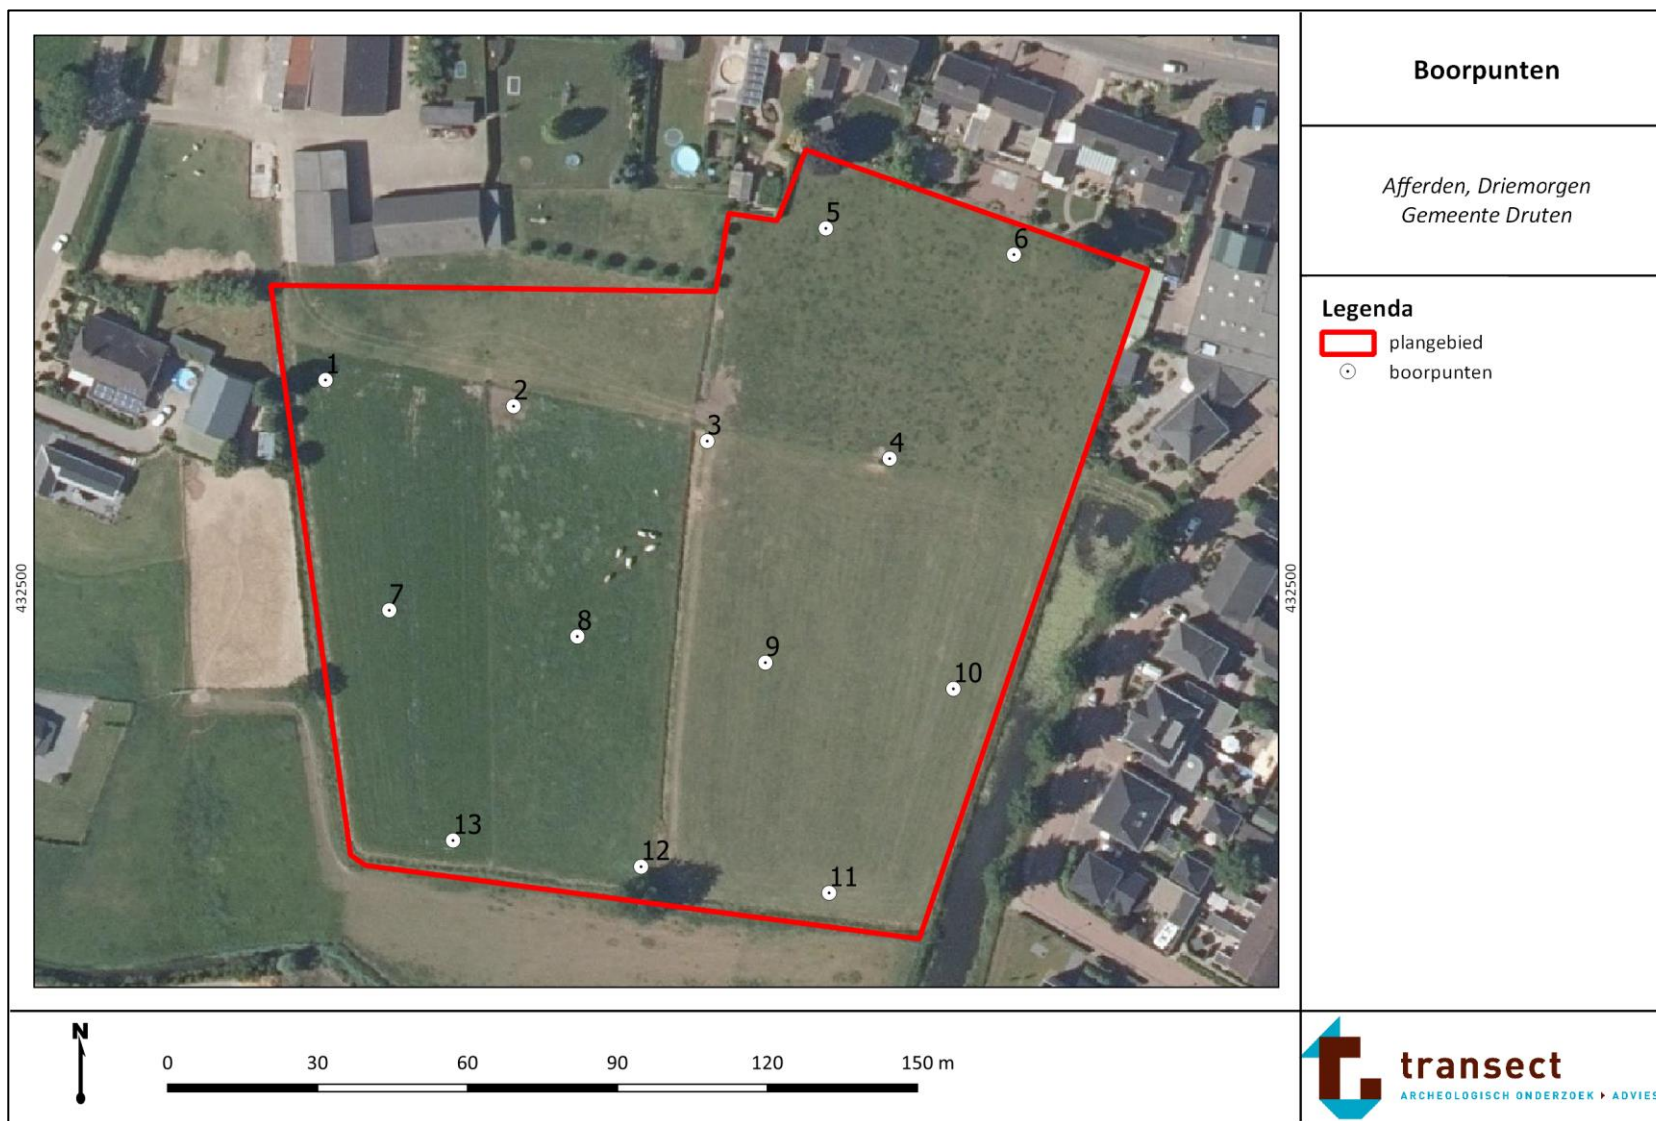 Boorpunten
Afferden, Driemorgen
Gemeente Druten
Legenda
plangebied
boorpunten
432500
432500
1
2
3
4
5
6
7
8
9
10
11
12
13
N
0 30 60 90 120 150 m
transect
ARCHEOLOGISCH ONDERZOEK ▸ ADVIES